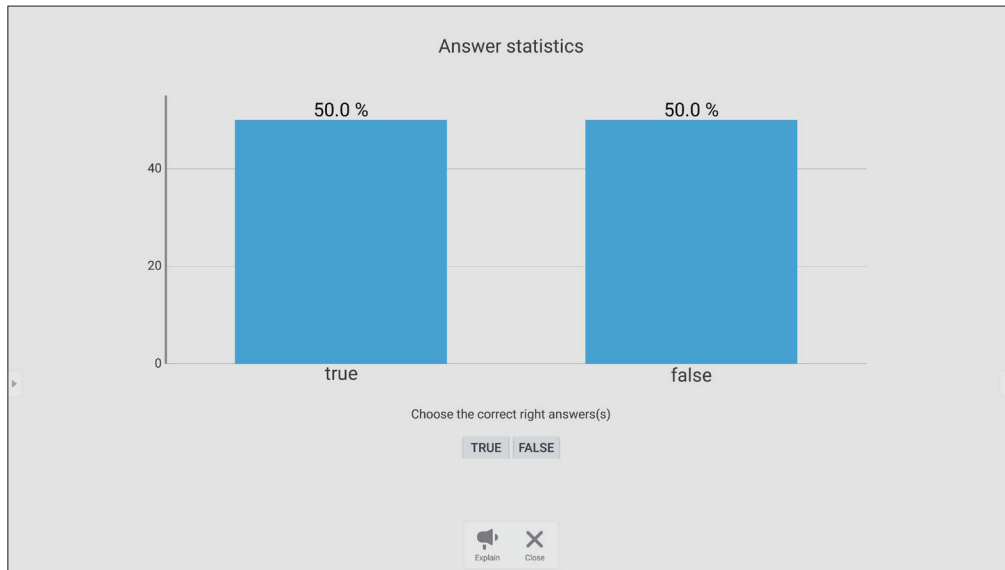 Answer statistics
50.0 % 50.0 %
40
20
0
true false
Choose the correct right answers(s)
TRUE FALSE
Explain Close